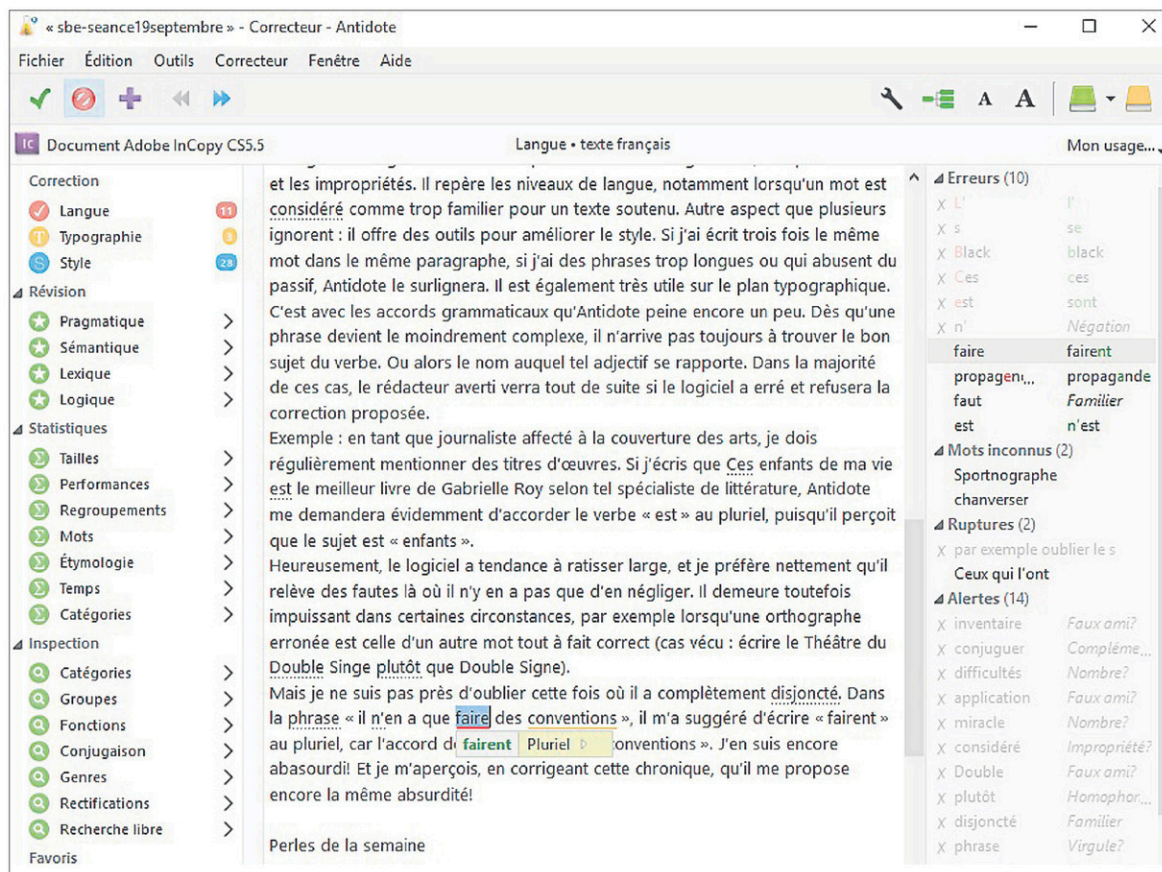 « sbe-seance19septembre » - Correcteur - Antidote
Fichier Édition Outils Correcteur Fenêtre Aide
A A
Ic Document Adobe InCopy CS5.5 Langue • texte français Mon usage...
Correction
Langue 11
Typographie 3
Style 28
Révision
Pragmatique
Sémantique
Lexique
Logique
Statistiques
Tailles
Performances
Regroupements
Mots
Étymologie
Temps
Catégories
Inspection
Catégories
Groupes
Fonctions
Conjugaison
Genres
Rectifications
Recherche libre
Favoris
et les impropriétés. Il repère les niveaux de langue, notamment lorsqu'un mot est
considéré comme trop familier pour un texte soutenu. Autre aspect que plusieurs
ignorent : il offre des outils pour améliorer le style. Si j'ai écrit trois fois le même
mot dans le même paragraphe, si j'ai des phrases trop longues ou qui abusent du
passif, Antidote le surlignera. Il est également très utile sur le plan typographique.
C'est avec les accords grammaticaux qu'Antidote peine encore un peu. Dès qu'une
phrase devient le moindrement complexe, il n'arrive pas toujours à trouver le bon
sujet du verbe. Ou alors le nom auquel tel adjectif se rapporte. Dans la majorité
de ces cas, le rédacteur averti verra tout de suite si le logiciel a erré et refusera la
correction proposée.
Exemple : en tant que journaliste affecté à la couverture des arts, je dois
régulièrement mentionner des titres d'œuvres. Si j'écris que Ces enfants de ma vie
est le meilleur livre de Gabrielle Roy selon tel spécialiste de littérature, Antidote
me demandera évidemment d'accorder le verbe « est » au pluriel, puisqu'il perçoit
que le sujet est « enfants ».
Heureusement, le logiciel a tendance à ratisser large, et je préfère nettement qu'il
relève des fautes là où il n'y en a pas que d'en négliger. Il demeure toutefois
impuissant dans certaines circonstances, par exemple lorsqu'une orthographe
erronée est celle d'un autre mot tout à fait correct (cas vécu : écrire le Théâtre du
Double Singe plutôt que Double Signe).
Mais je ne suis pas près d'oublier cette fois où il a complètement disjoncté. Dans
la phrase « il n'en a que faire des conventions », il m'a suggéré d'écrire « fairent »
au pluriel, car l'accord d fairent Pluriel conventions ». J'en suis encore
abasourdi! Et je m'aperçois, en corrigeant cette chronique, qu'il me propose
encore la même absurdité!
Perles de la semaine
Erreurs (10)
X L' l'
X s se
X Black black
X Ces ces
X est sont
X n' Négation
faire fairent
propagen... propagande
faut Familier
est n'est
Mots inconnus (2)
Sportnographe
chanverser
Ruptures (2)
X par exemple oublier le s
Ceux qui l'ont
Alertes (14)
X inventaire Faux ami?
X conjuguer Compléme...
X difficultés Nombre?
X application Faux ami?
X miracle Nombre?
X considéré Impropriété?
X Double Faux ami?
X plutôt Homophon...
X disjoncté Familier
X phrase Virgule?